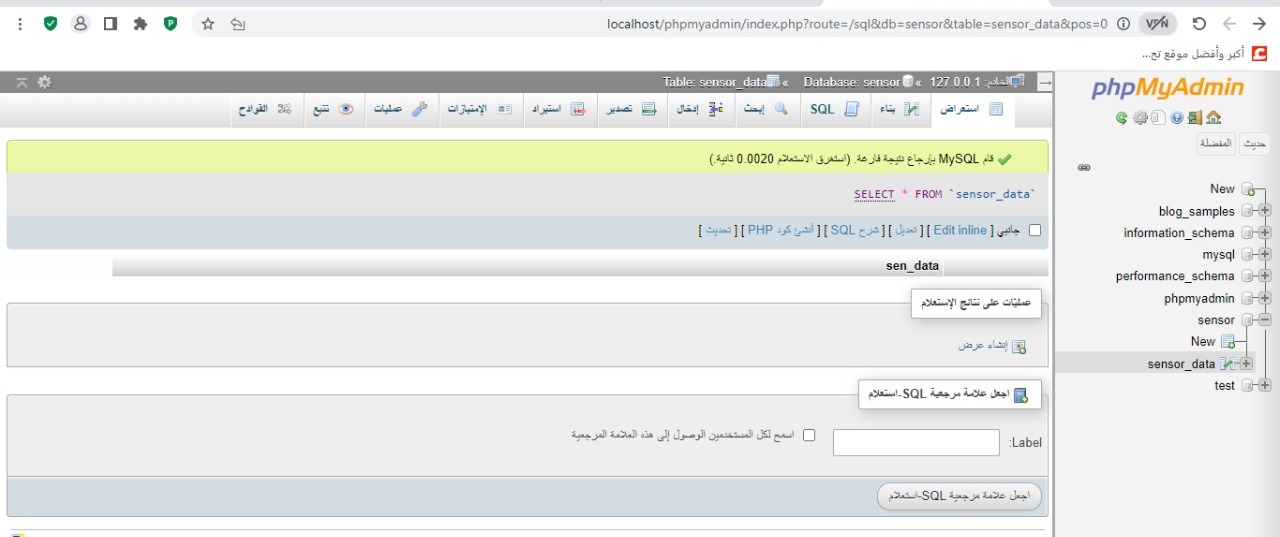 localhost/phpmyadmin/index.php?route=/sql&db=sensor&table=sensor_data&pos=0
VPN
أكبر وأفضل موقع تح...
phpMyAdmin
حديث
المفضلة
New
blog_samples
information_schema
mysql
performance_schema
phpmyadmin
sensor
New
sensor_data
test
الخادم: 127.0.0.1 » Database: sensor » Table: sensor_data
استعراض بناء SQL إبحث إدخال تصدير استيراد الإمتيازات عمليات تتبع القوادح
قام MySQL بإرجاع نتيجة فارغة. (استغرق الاستعلام 0.0020 ثانية.)
SELECT * FROM `sensor_data`
جانبي [ Edit inline ] [ تعديل ] [ شرح SQL ] [ أنشئ كود PHP ] [ تحديث ]
sen_data
عمليّات على نتائج الإستعلام
إنشاء عرض
اجعل علامة مرجعية SQL-استعلام
Label: اسمح لكل المستخدمين الوصول إلى هذه العلامة المرجعية
اجعل علامة مرجعية SQL-استعلام